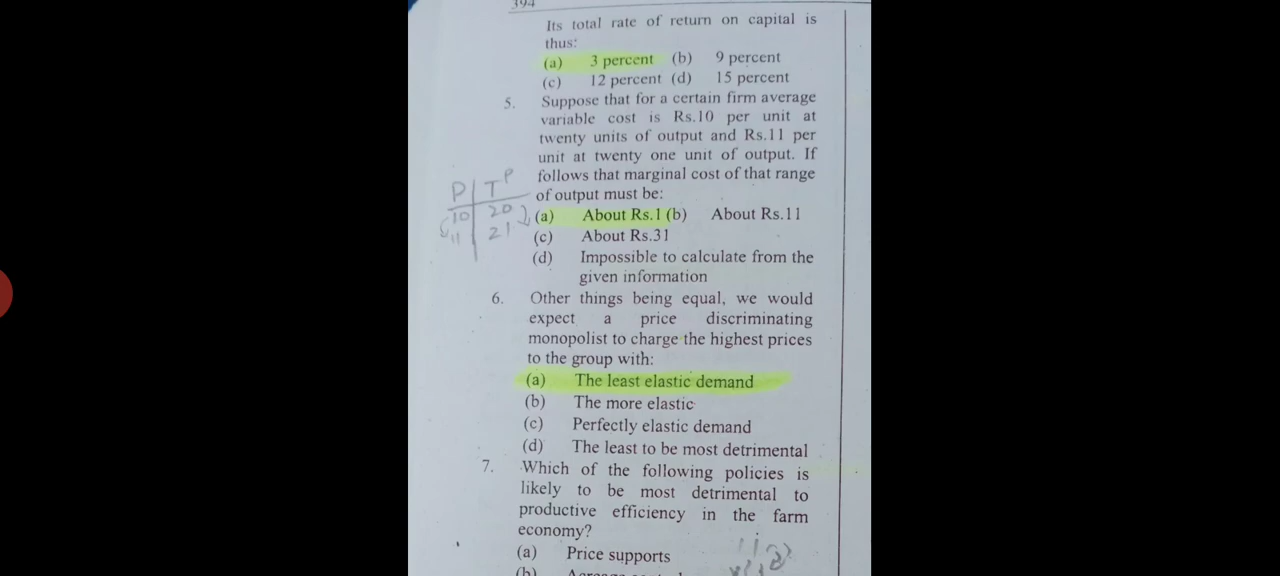 394
Its total rate of return on capital is
thus:
(a) 3 percent (b) 9 percent
(c) 12 percent (d) 15 percent
5. Suppose that for a certain firm average
variable cost is Rs.10 per unit at
twenty units of output and Rs.11 per
unit at twenty one unit of output. If
follows that marginal cost of that range
of output must be:
P T P
10 20
11 21
(a) About Rs.1 (b) About Rs.11
(c) About Rs.31
(d) Impossible to calculate from the
given information
6. Other things being equal, we would
expect a price discriminating
monopolist to charge the highest prices
to the group with:
(a) The least elastic demand
(b) The more elastic
(c) Perfectly elastic demand
(d) The least to be most detrimental
7. Which of the following policies is
likely to be most detrimental to
productive efficiency in the farm
economy?
(a) Price supports
(b)